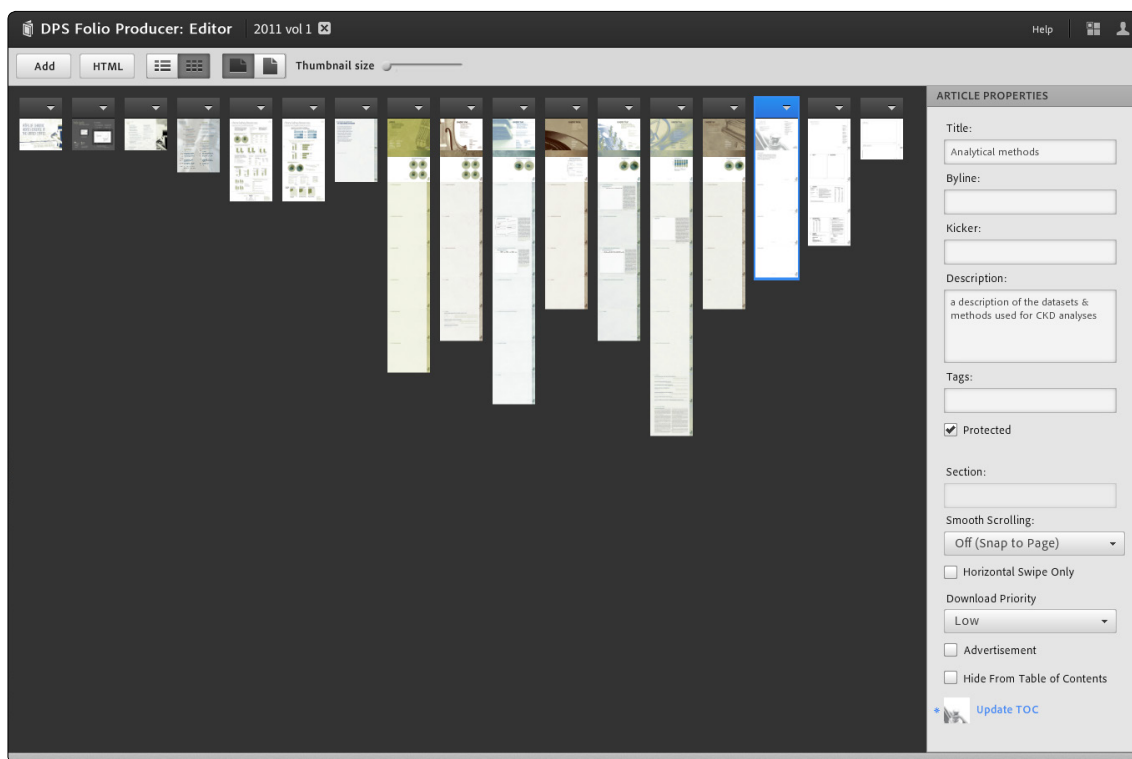 DPS Folio Producer: Editor 2011 vol 1 Help
Add HTML Thumbnail size
ARTICLE PROPERTIES
Title:
Analytical methods
Byline:
Kicker:
Description:
a description of the datasets &
methods used for CKD analyses
Tags:
Protected
Section:
Smooth Scrolling:
Off (Snap to Page)
Horizontal Swipe Only
Download Priority
Low
Advertisement
Hide From Table of Contents
* Update TOC